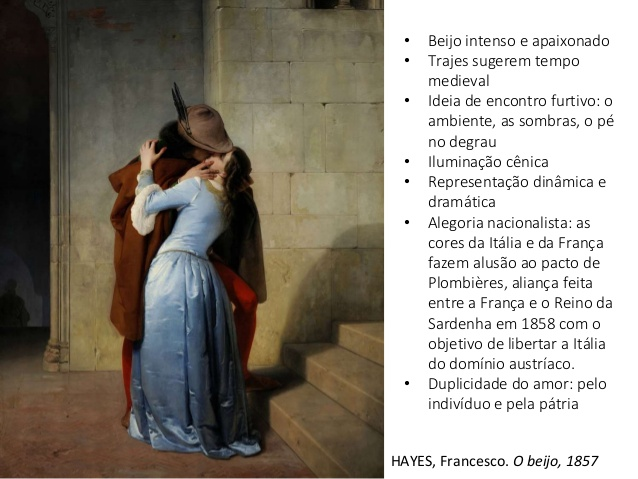 • Beijo intenso e apaixonado
• Trajes sugerem tempo
medieval
• Ideia de encontro furtivo: o
ambiente, as sombras, o pé
no degrau
• Iluminação cênica
• Representação dinâmica e
dramática
• Alegoria nacionalista: as
cores da Itália e da França
fazem alusão ao pacto de
Plombières, aliança feita
entre a França e o Reino da
Sardenha em 1858 com o
objetivo de libertar a Itália
do domínio austríaco.
• Duplicidade do amor: pelo
indivíduo e pela pátria
HAYES, Francesco. O beijo, 1857